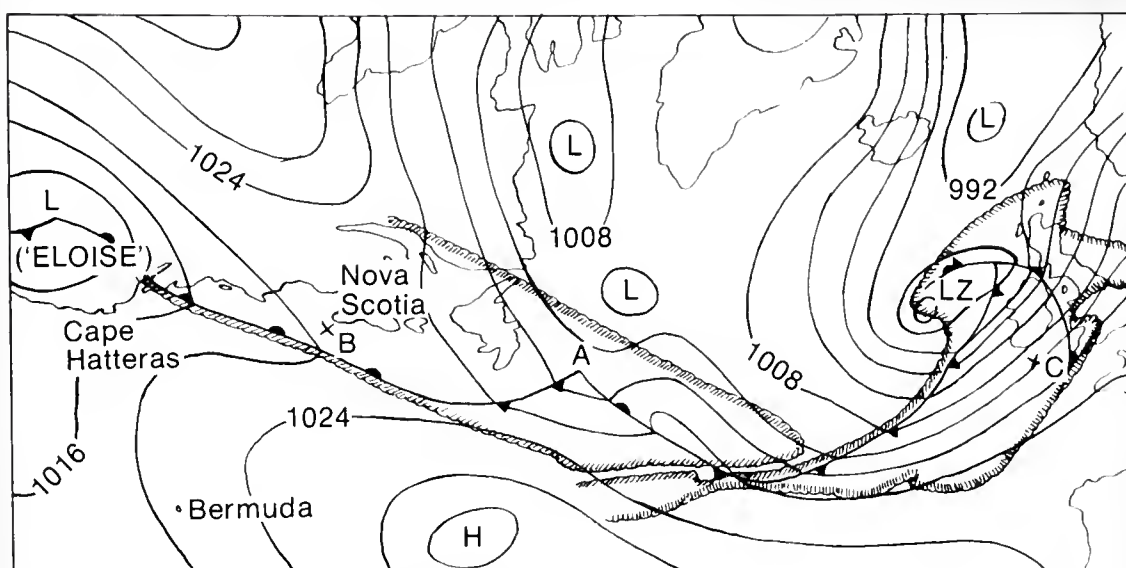 1024
L
('ELOISE')
Cape
Hatteras
Nova
Scotia
B
L
1008
L
A
L
992
LZ
C
1008
1024
1016
Bermuda
H